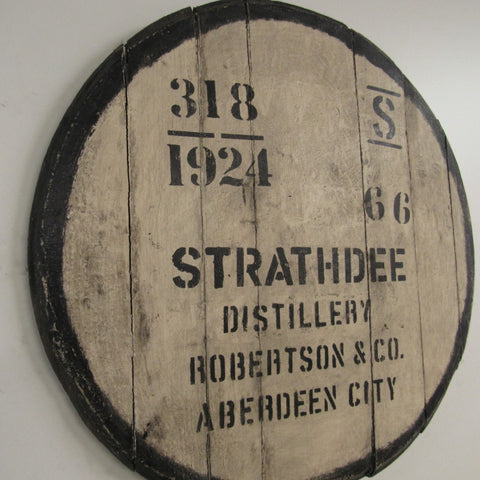 318
1924
S
66
STRATHDEE
DISTILLERY
ROBERTSON & CO.
ABERDEEN CITY